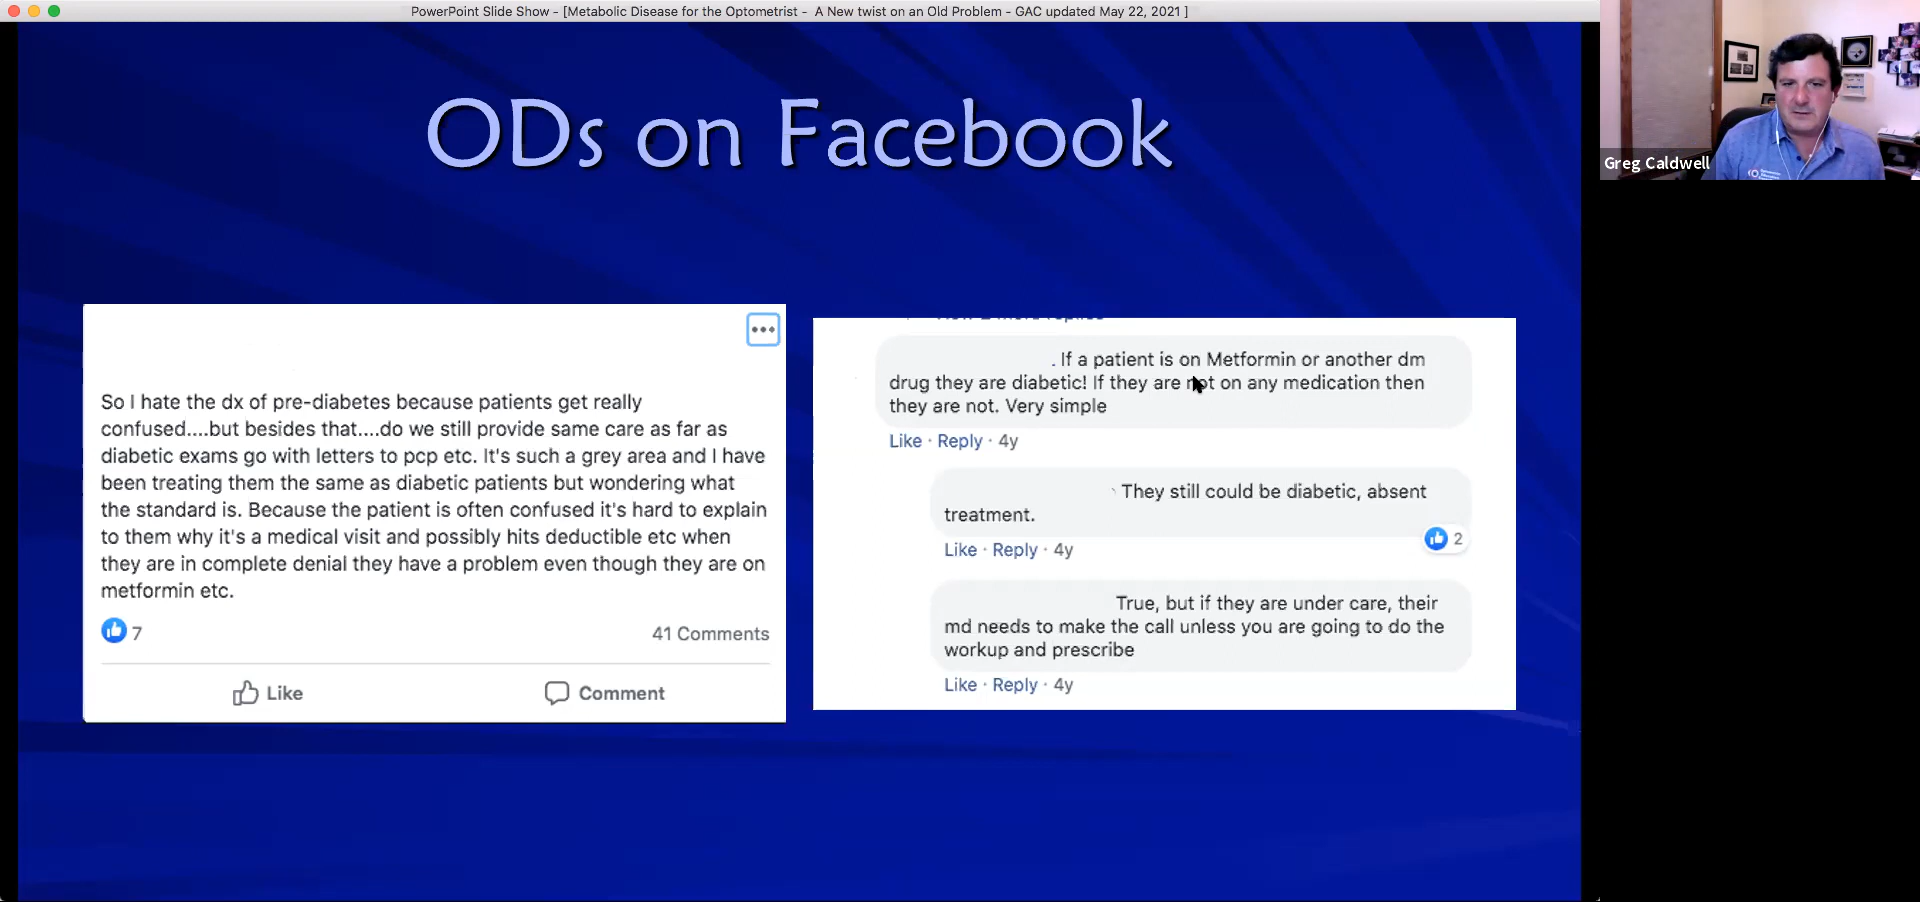 PowerPoint Slide Show - [Metabolic Disease for the Optometrist - A New twist on an Old Problem - GAC updated May 22, 2021 ]
Greg Caldwell
ODs on Facebook
So I hate the dx of pre-diabetes because patients get really
confused....but besides that....do we still provide same care as far as
diabetic exams go with letters to pcp etc. It's such a grey area and I have
been treating them the same as diabetic patients but wondering what
the standard is. Because the patient is often confused it's hard to explain
to them why it's a medical visit and possibly hits deductible etc when
they are in complete denial they have a problem even though they are on
metformin etc.
7
41 Comments
Like
Comment
. If a patient is on Metformin or another dm
drug they are diabetic! If they are not on any medication then
they are not. Very simple
Like · Reply · 4y
They still could be diabetic, absent
treatment.
2
Like · Reply · 4y
True, but if they are under care, their
md needs to make the call unless you are going to do the
workup and prescribe
Like · Reply · 4y